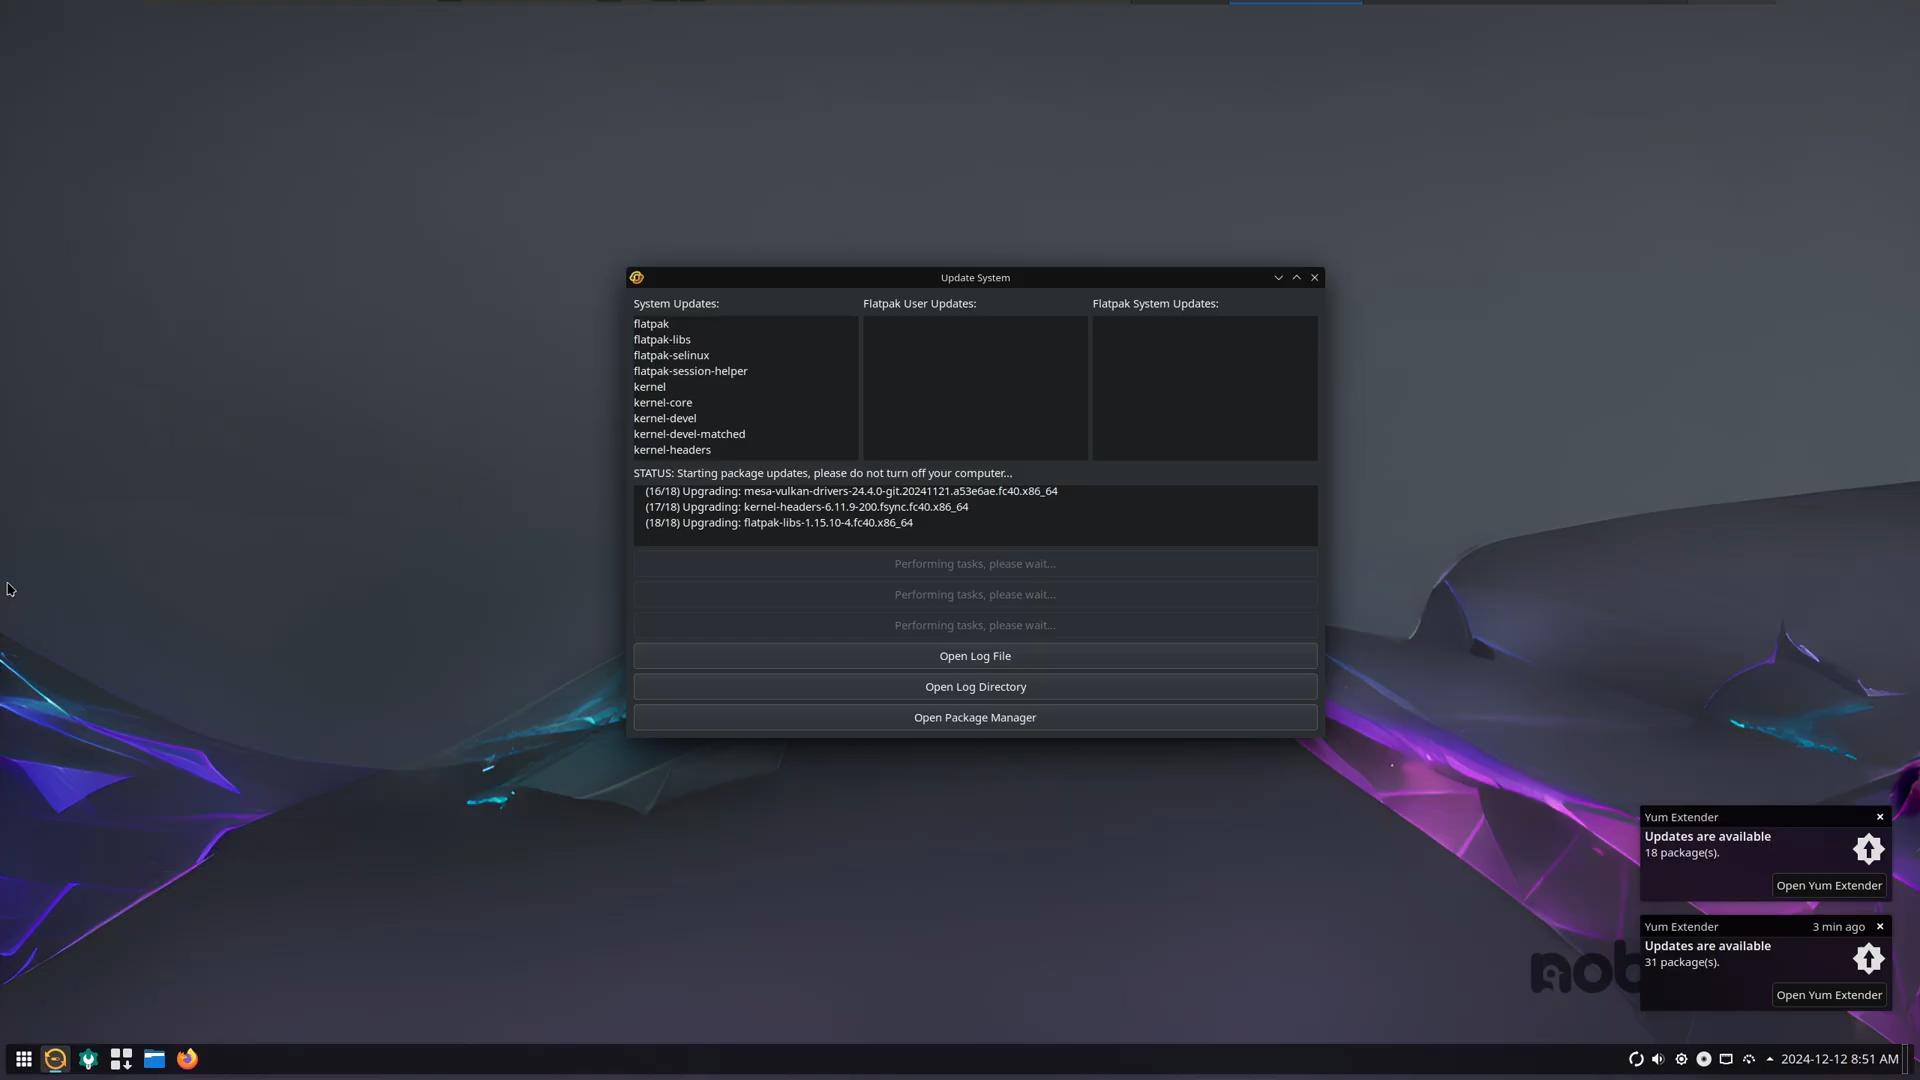 Update System
System Updates:
flatpak
flatpak-libs
flatpak-selinux
flatpak-session-helper
kernel
kernel-core
kernel-devel
kernel-devel-matched
kernel-headers
Flatpak User Updates:
Flatpak System Updates:
STATUS: Starting package updates, please do not turn off your computer...
(16/18) Upgrading: mesa-vulkan-drivers-24.4.0-git.20241121.a53e6ae.fc40.x86_64
(17/18) Upgrading: kernel-headers-6.11.9-200.fsync.fc40.x86_64
(18/18) Upgrading: flatpak-libs-1.15.10-4.fc40.x86_64
Performing tasks, please wait...
Performing tasks, please wait...
Performing tasks, please wait...
Open Log File
Open Log Directory
Open Package Manager
Yum Extender
Updates are available
18 package(s).
Open Yum Extender
Yum Extender 3 min ago
Updates are available
31 package(s).
Open Yum Extender
nob
2024-12-12 8:51 AM